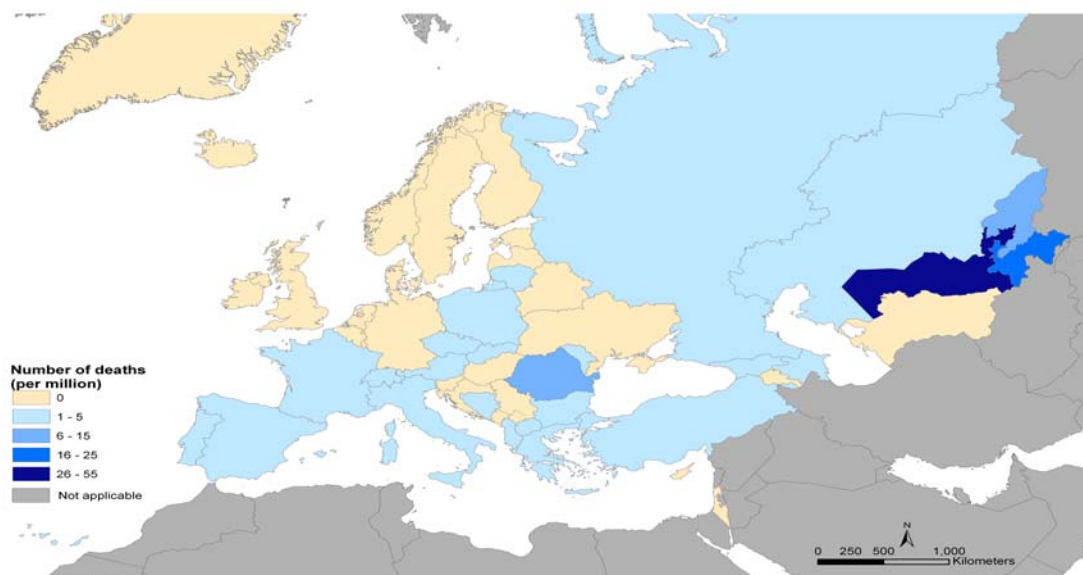 Number of deaths
(per million)
0
1 - 5
6 - 15
16 - 25
26 - 55
Not applicable
N
0 250 500 1,000
Kilometers